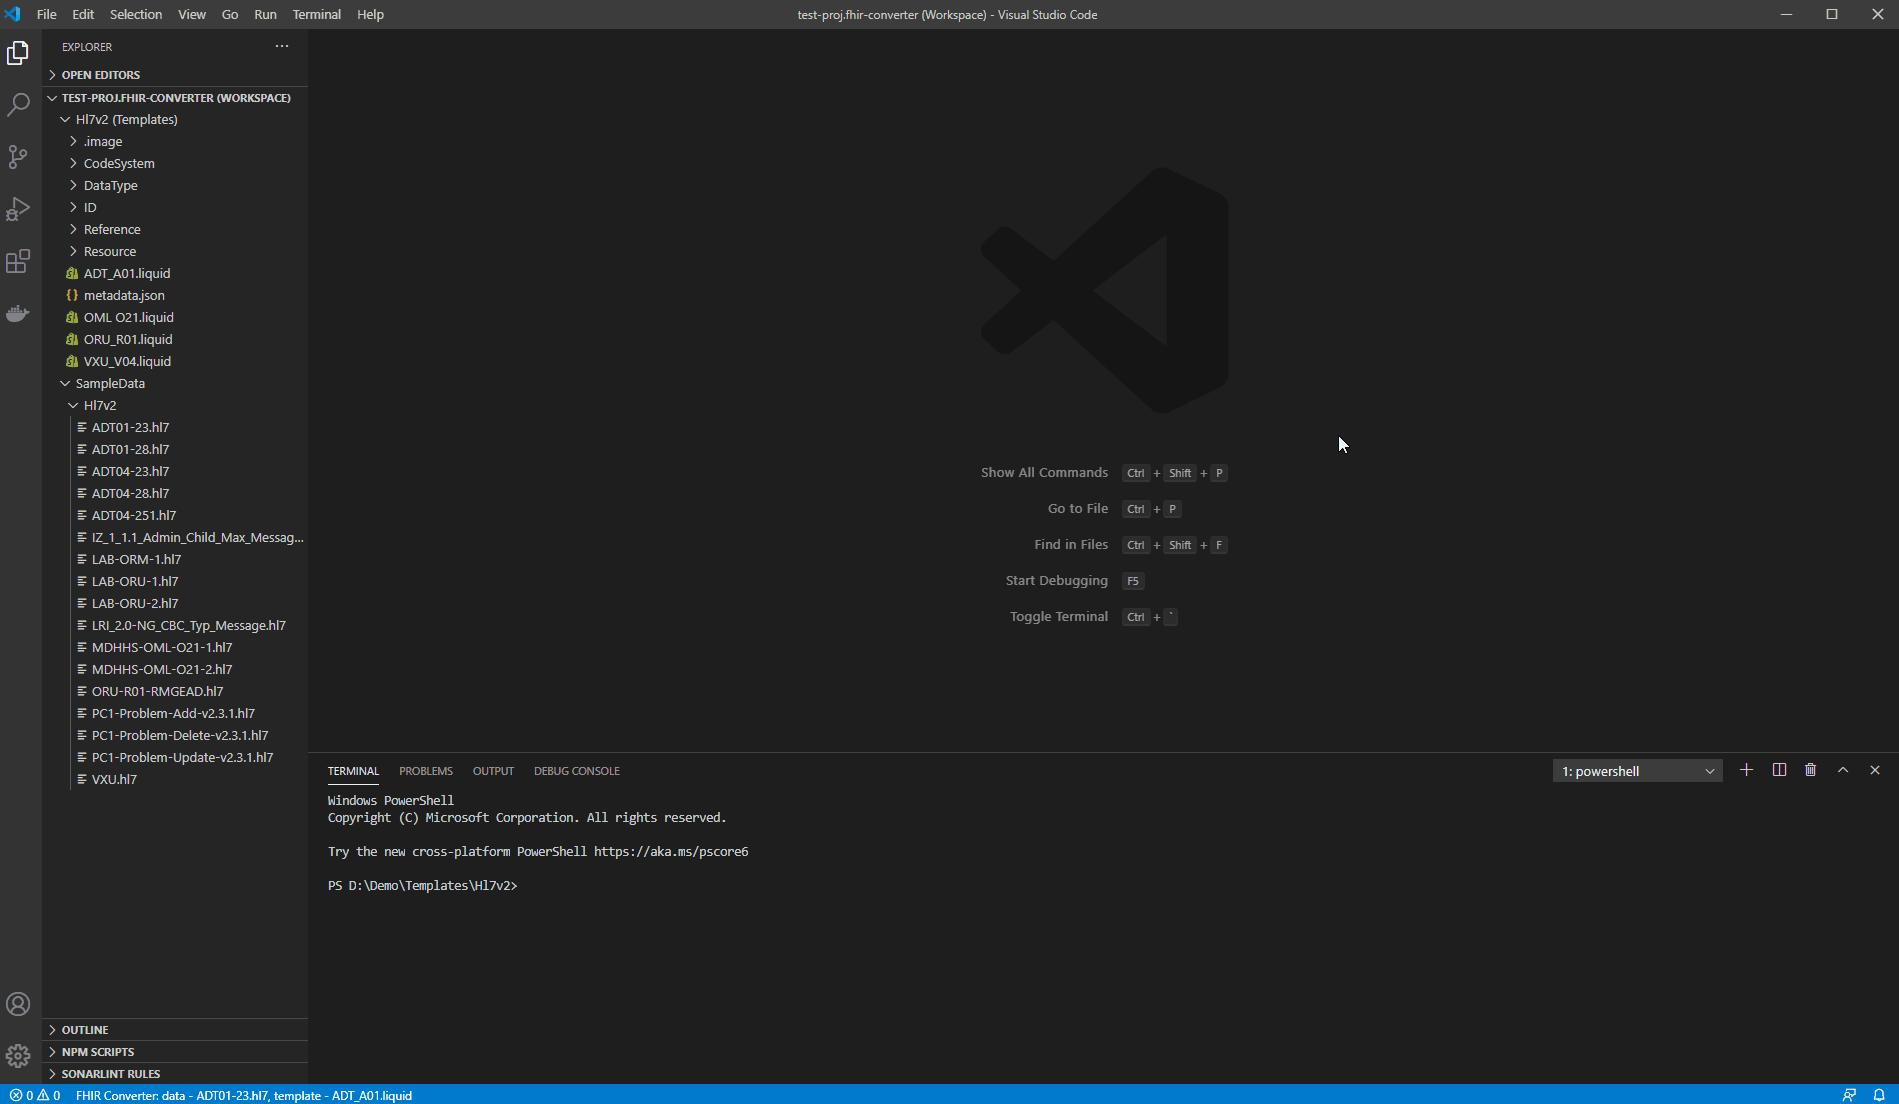 File Edit Selection View Go Run Terminal Help
test-proj.fhir-converter (Workspace) - Visual Studio Code
EXPLORER
OPEN EDITORS
TEST-PROJ.FHIR-CONVERTER (WORKSPACE)
Hl7v2 (Templates)
.image
CodeSystem
DataType
ID
Reference
Resource
ADT_A01.liquid
metadata.json
OML O21.liquid
ORU_R01.liquid
VXU_V04.liquid
SampleData
Hl7v2
ADT01-23.hl7
ADT01-28.hl7
ADT04-23.hl7
ADT04-28.hl7
ADT04-251.hl7
IZ_1_1.1_Admin_Child_Max_Messag...
LAB-ORM-1.hl7
LAB-ORU-1.hl7
LAB-ORU-2.hl7
LRI_2.0-NG_CBC_Typ_Message.hl7
MDHHS-OML-O21-1.hl7
MDHHS-OML-O21-2.hl7
ORU-R01-RMGEAD.hl7
PC1-Problem-Add-v2.3.1.hl7
PC1-Problem-Delete-v2.3.1.hl7
PC1-Problem-Update-v2.3.1.hl7
VXU.hl7
OUTLINE
NPM SCRIPTS
SONARLINT RULES
Show All Commands Ctrl + Shift + P
Go to File Ctrl + P
Find in Files Ctrl + Shift + F
Start Debugging F5
Toggle Terminal Ctrl + `
TERMINAL PROBLEMS OUTPUT DEBUG CONSOLE 1: powershell
Windows PowerShell
Copyright (C) Microsoft Corporation. All rights reserved.
Try the new cross-platform PowerShell https://aka.ms/pscore6
PS D:\Demo\Templates\Hl7v2>
0 0 FHIR Converter: data - ADT01-23.hl7, template - ADT_A01.liquid